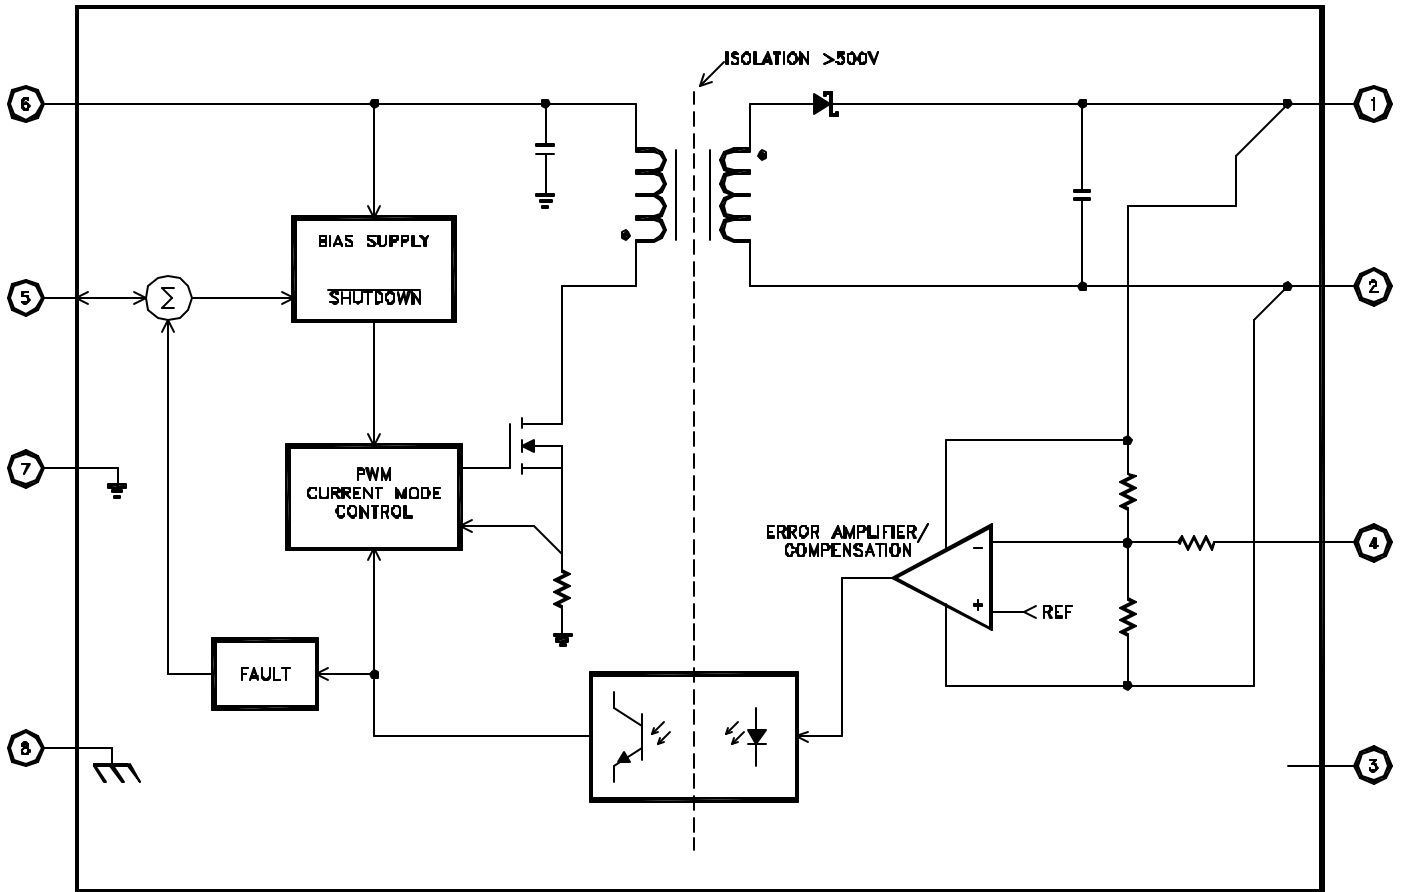 ISOLATION >500V
6
1
BIAS SUPPLY
SHUTDOWN
5
Σ
2
7
PWM
CURRENT MODE
CONTROL
ERROR AMPLIFIER/
COMPENSATION
−
4
+
REF
FAULT
8
3